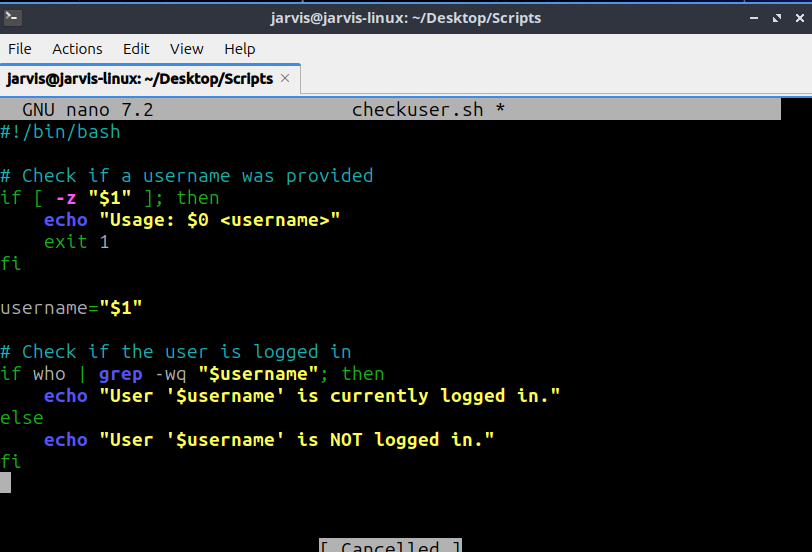 jarvis@jarvis-linux: ~/Desktop/Scripts
File Actions Edit View Help
jarvis@jarvis-linux: ~/Desktop/Scripts
GNU nano 7.2 checkuser.sh *
#!/bin/bash
# Check if a username was provided
if [ -z "$1" ]; then
    echo "Usage: $0 <username>"
    exit 1
fi
username="$1"
# Check if the user is logged in
if who | grep -wq "$username"; then
    echo "User '$username' is currently logged in."
else
    echo "User '$username' is NOT logged in."
fi
[ Cancelled ]